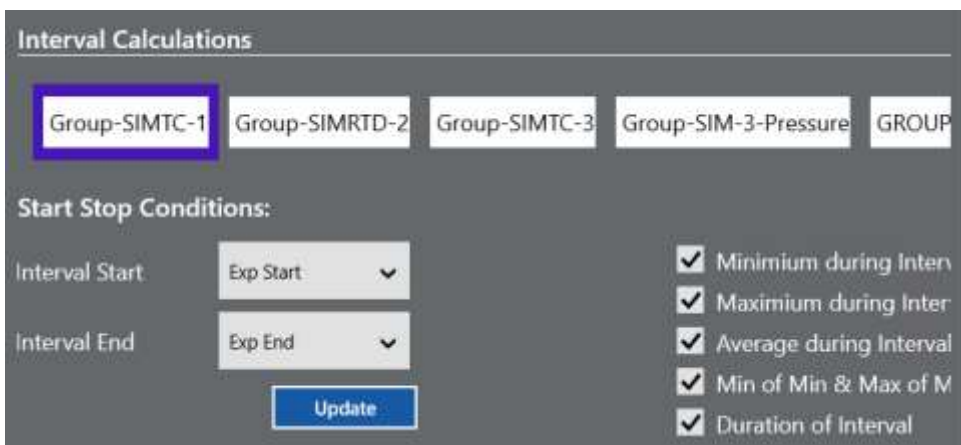 Interval Calculations
Group-SIMTC-1 Group-SIMRTD-2 Group-SIMTC-3 Group-SIM-3-Pressure GROUP
Start Stop Conditions:
Interval Start Exp Start
Minimium during Interv
Maximium during Inter
Interval End Exp End
Average during Interval
Min of Min & Max of M
Update
Duration of Interval